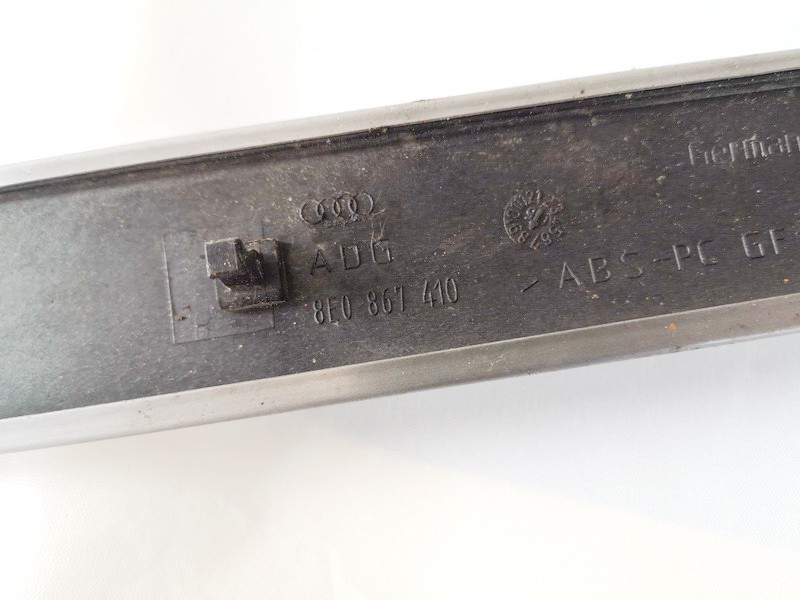 German
ADG
8E0 867 410
>ABS-PC GF